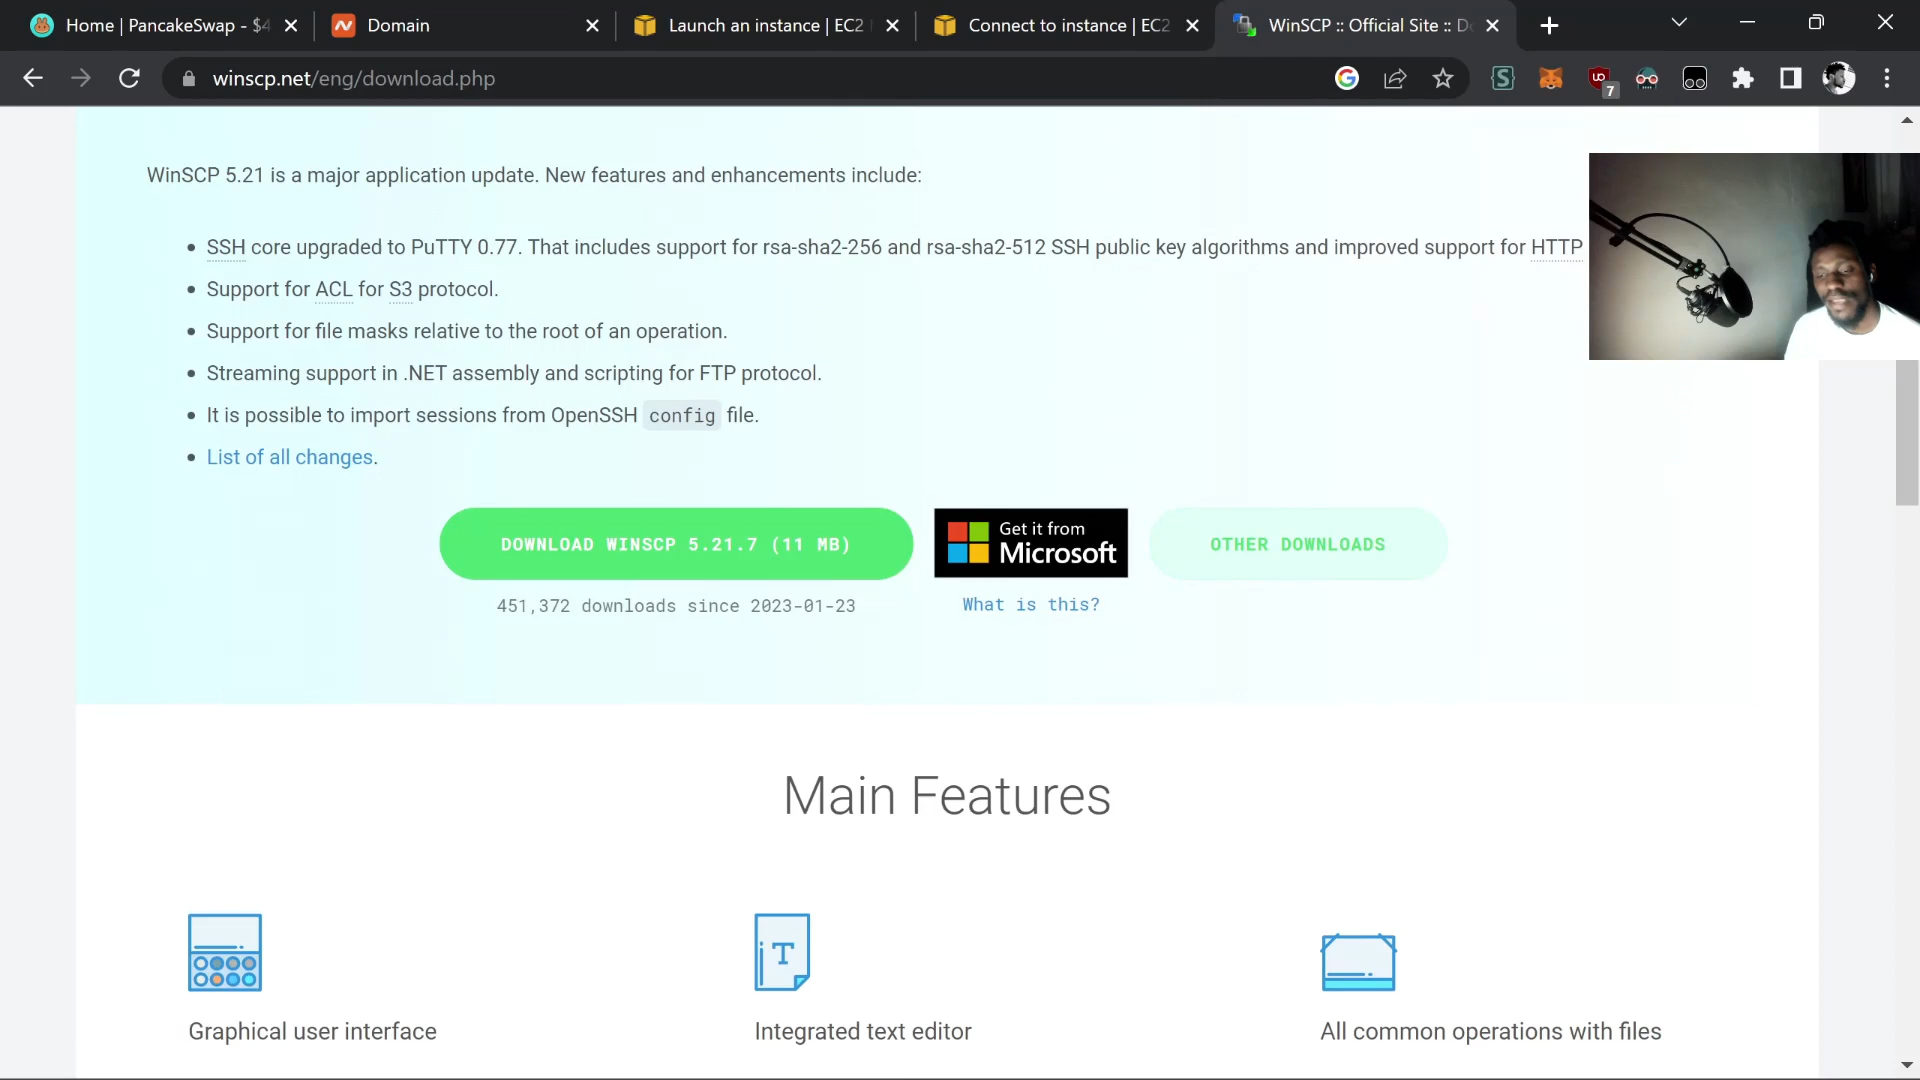 Home | PancakeSwap - $4
Domain
Launch an instance | EC2
Connect to instance | EC2
WinSCP :: Official Site :: Do
winscp.net/eng/download.php
7
WinSCP 5.21 is a major application update. New features and enhancements include:
SSH core upgraded to PuTTY 0.77. That includes support for rsa-sha2-256 and rsa-sha2-512 SSH public key algorithms and improved support for HTTP
Support for ACL for S3 protocol.
Support for file masks relative to the root of an operation.
Streaming support in .NET assembly and scripting for FTP protocol.
It is possible to import sessions from OpenSSH config file.
List of all changes.
DOWNLOAD WINSCP 5.21.7 (11 MB)
Get it from
Microsoft
OTHER DOWNLOADS
451,372 downloads since 2023-01-23
What is this?
Main Features
T
Graphical user interface
Integrated text editor
All common operations with files